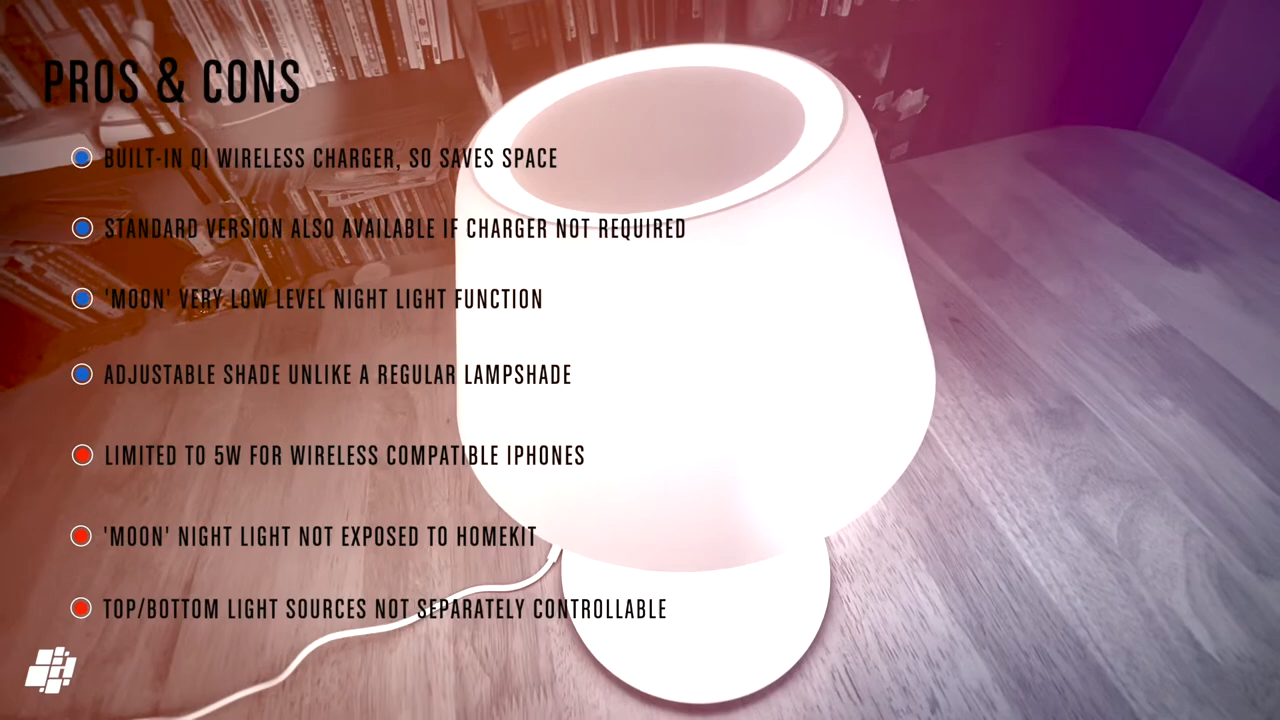 PROS & CONS
BUILT-IN QI WIRELESS CHARGER, SO SAVES SPACE
STANDARD VERSION ALSO AVAILABLE IF CHARGER NOT REQUIRED
'MOON' VERY LOW LEVEL NIGHT LIGHT FUNCTION
ADJUSTABLE SHADE UNLIKE A REGULAR LAMPSHADE
LIMITED TO 5W FOR WIRELESS COMPATIBLE IPHONES
'MOON' NIGHT LIGHT NOT EXPOSED TO HOMEKIT
TOP/BOTTOM LIGHT SOURCES NOT SEPARATELY CONTROLLABLE